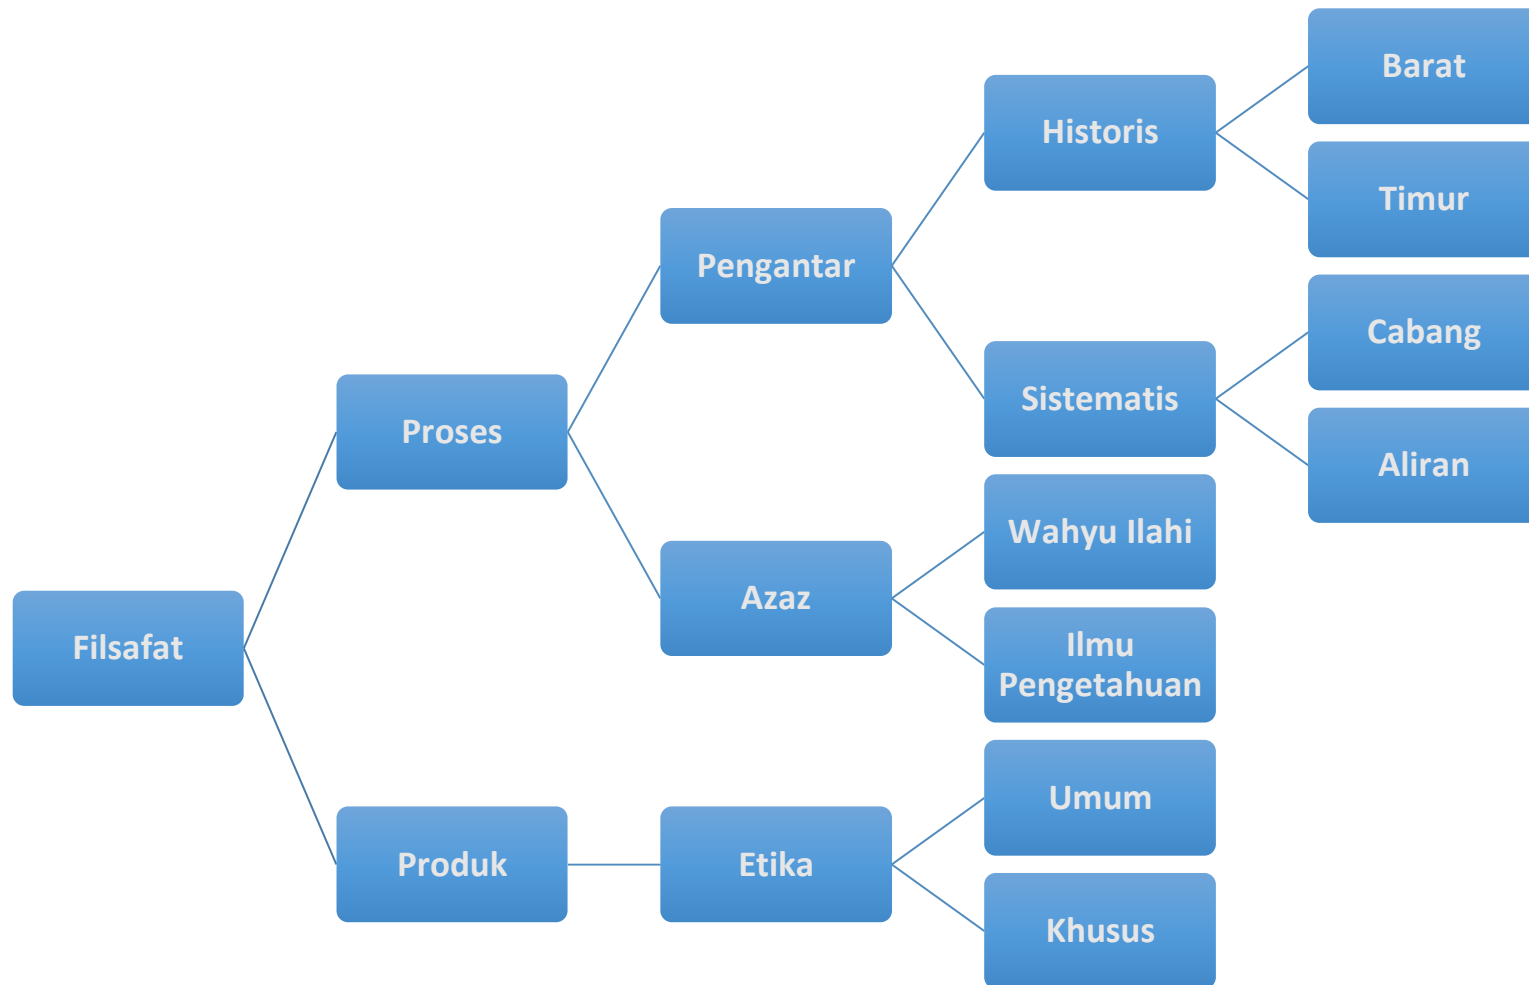 Filsafat
Proses
Pengantar
Historis
Barat
Timur
Sistematis
Cabang
Aliran
Azaz
Wahyu Ilahi
Ilmu
Pengetahuan
Produk
Etika
Umum
Khusus